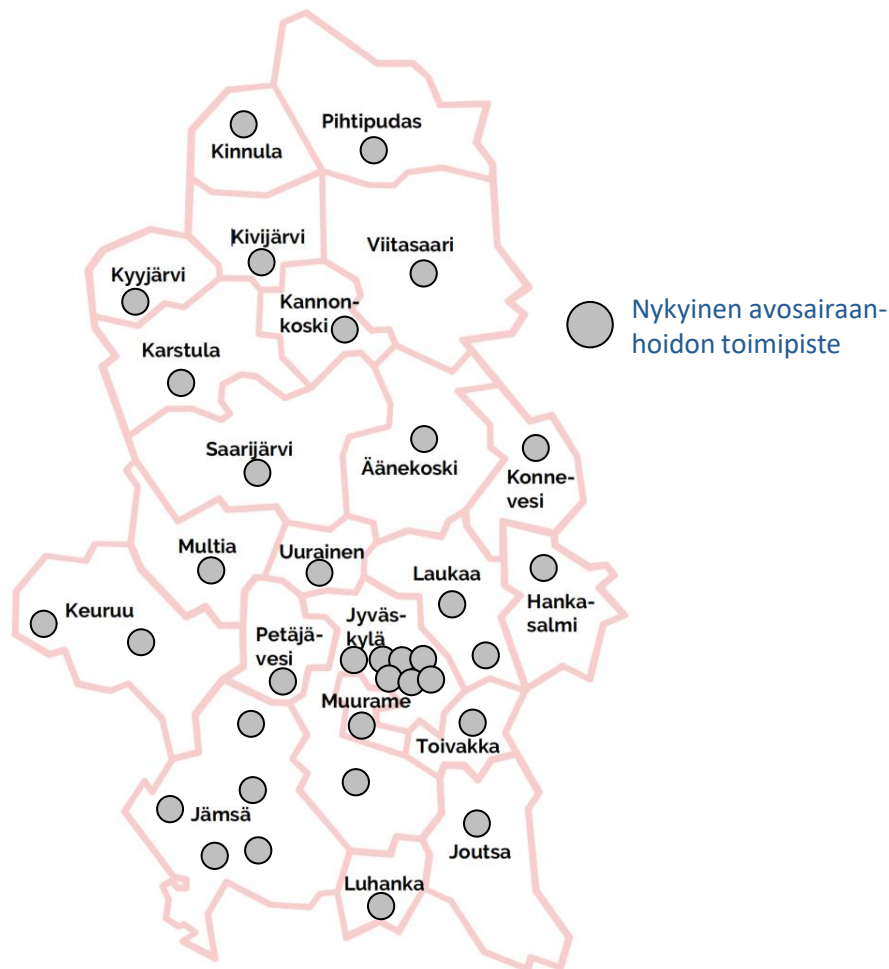 Pihtipudas
Kinnula
Kivijärvi
Viitasaari
Kyyjärvi
Kannon-
koski
Nykyinen avosairaan-
hoidon toimipiste
Karstula
Saarijärvi
Äänekoski
Konne-
vesi
Multia
Uurainen
Laukaa
Hanka-
salmi
Keuruu
Jyväs-
kylä
Petäjä-
vesi
Muurame
Toivakka
Jämsä
Joutsa
Luhanka